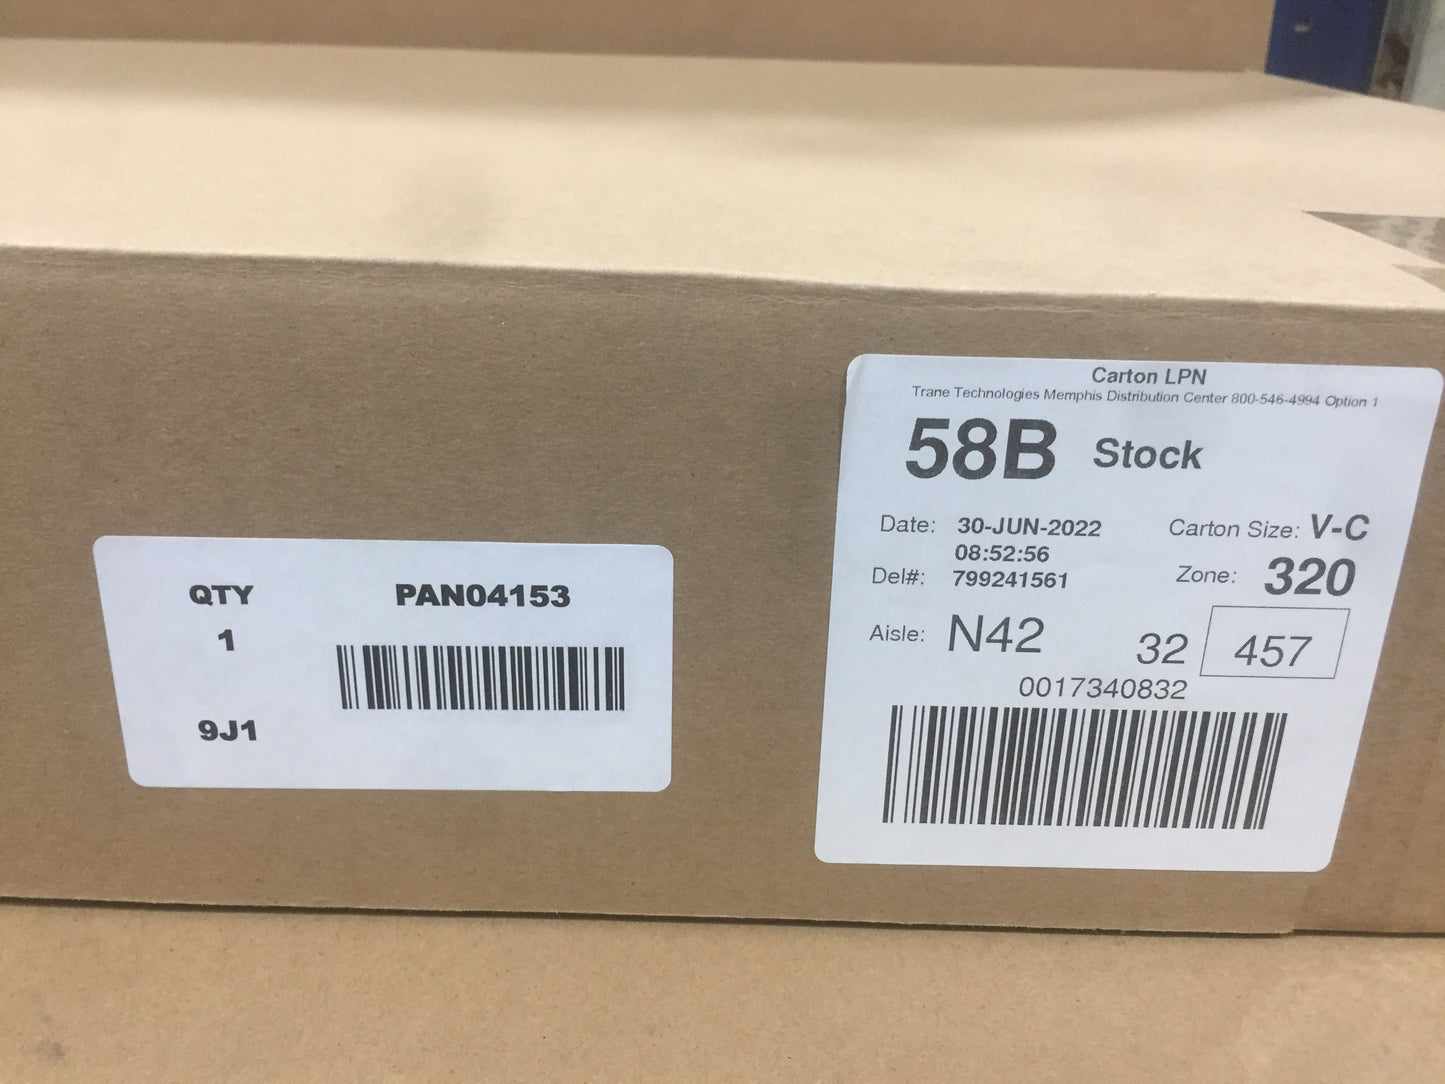 QTY PAN04153
1
9J1
Carton LPN
Trane Technologies Memphis Distribution Center 800-546-4994 Option 1
58B Stock
Date: 30-JUN-2022 Carton Size: V-C
08:52:56
Del#: 799241561 Zone: 320
Aisle: N42 32 457
0017340832